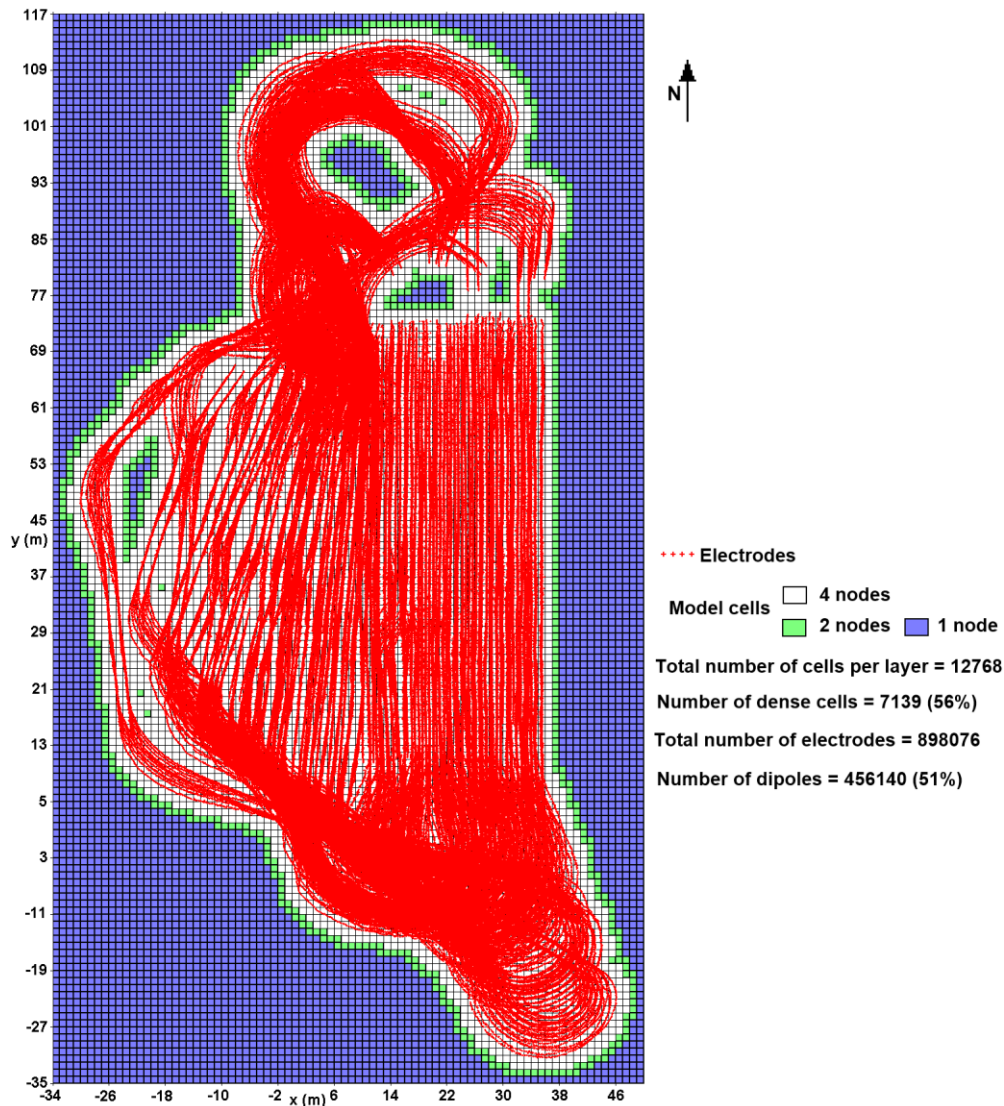 117
109
N
101
93
85
77
69
61
53
45
y (m)
37
29
21
13
5
3
-11
-19
-27
-35
-34 -26 -18 -10 -2 x (m) 6 14 22 30 38 46
++++ Electrodes
Model cells 4 nodes
2 nodes 1 node
Total number of cells per layer = 12768
Number of dense cells = 7139 (56%)
Total number of electrodes = 898076
Number of dipoles = 456140 (51%)